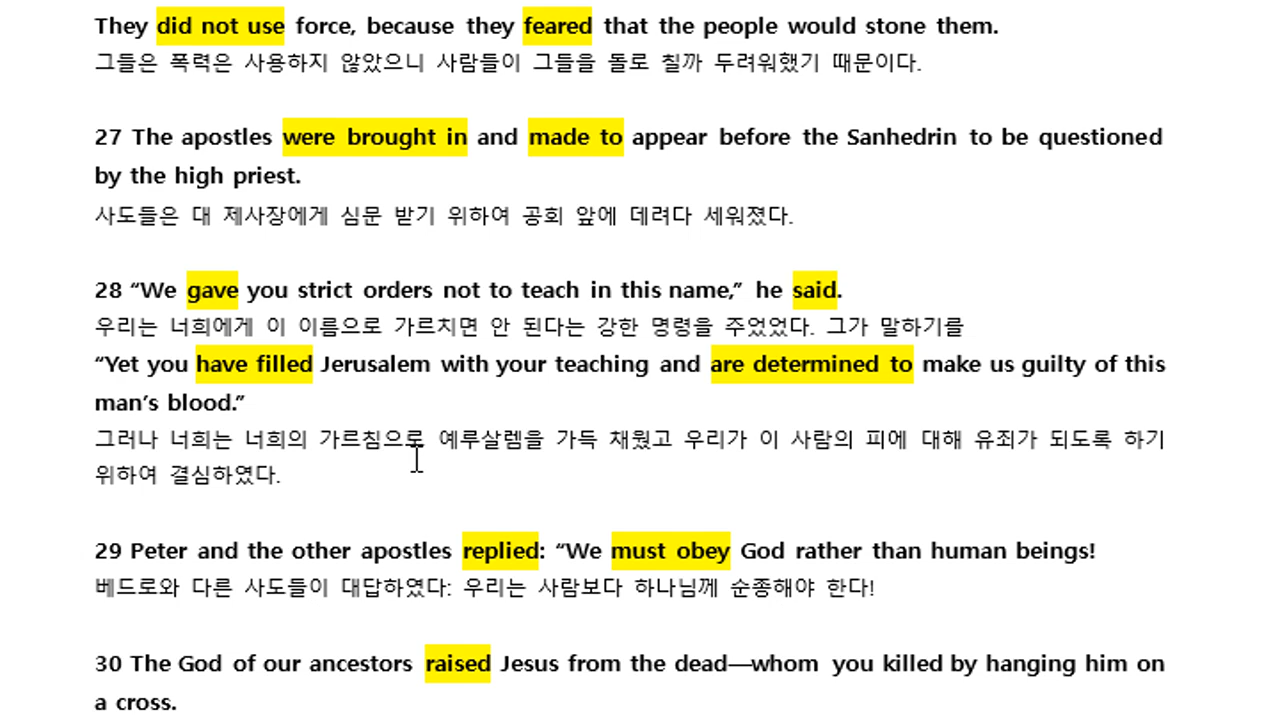 They did not use force, because they feared that the people would stone them.
그들은 폭력은 사용하지 않았으니 사람들이 그들을 돌로 칠까 두려워했기 때문이다.
27 The apostles were brought in and made to appear before the Sanhedrin to be questioned
by the high priest.
사도들은 대 제사장에게 심문 받기 위하여 공회 앞에 데려다 세워졌다.
28 “We gave you strict orders not to teach in this name,” he said.
우리는 너희에게 이 이름으로 가르치면 안 된다는 강한 명령을 주었었다. 그가 말하기를
“Yet you have filled Jerusalem with your teaching and are determined to make us guilty of this
man’s blood.”
그러나 너희는 너희의 가르침으로 예루살렘을 가득 채웠고 우리가 이 사람의 피에 대해 유죄가 되도록 하기
위하여 결심하였다.
29 Peter and the other apostles replied: “We must obey God rather than human beings!
베드로와 다른 사도들이 대답하였다: 우리는 사람보다 하나님께 순종해야 한다!
30 The God of our ancestors raised Jesus from the dead—whom you killed by hanging him on
a cross.